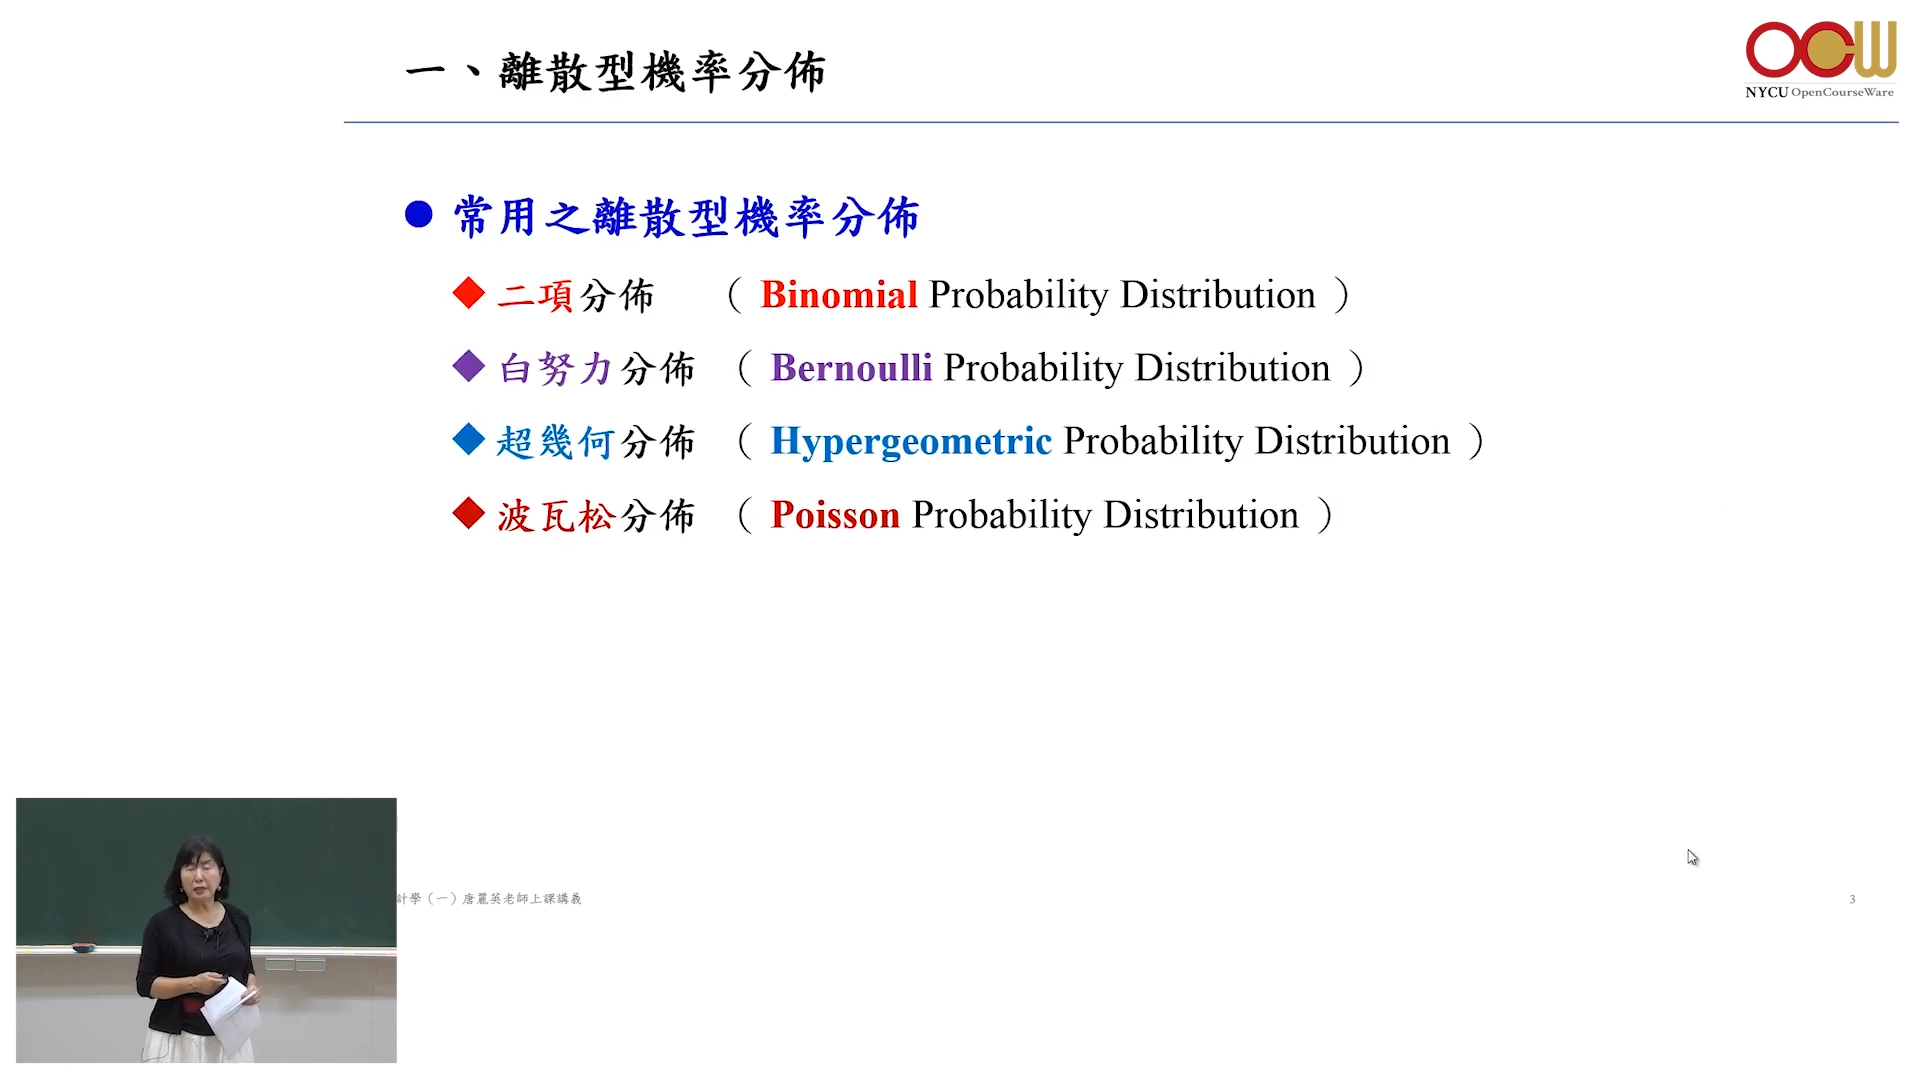 一、離散型機率分佈
OCW
NYCU OpenCourseWare
常用之離散型機率分佈
二項分佈 （ Binomial Probability Distribution ）
白努力分佈 （ Bernoulli Probability Distribution ）
超幾何分佈 （ Hypergeometric Probability Distribution ）
波瓦松分佈 （ Poisson Probability Distribution ）
計學（一）唐麗英老師上課講義
3